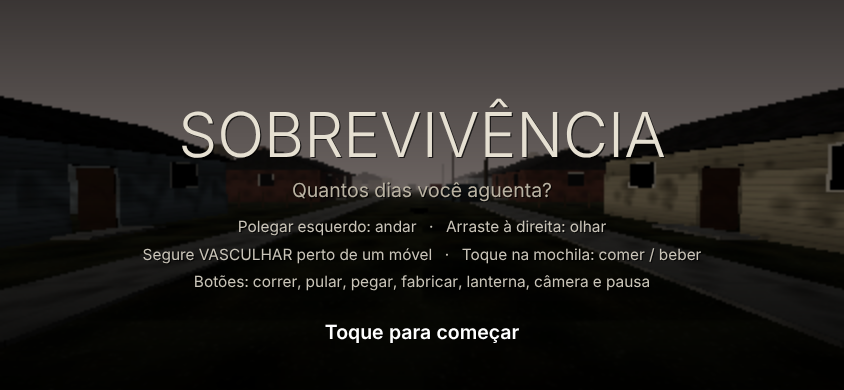 SOBREVIVÊNCIA
Quantos dias você aguenta?
Polegar esquerdo: andar · Arraste à direita: olhar
Segure VASCULHAR perto de um móvel · Toque na mochila: comer / beber
Botões: correr, pular, pegar, fabricar, lanterna, câmera e pausa
Toque para começar